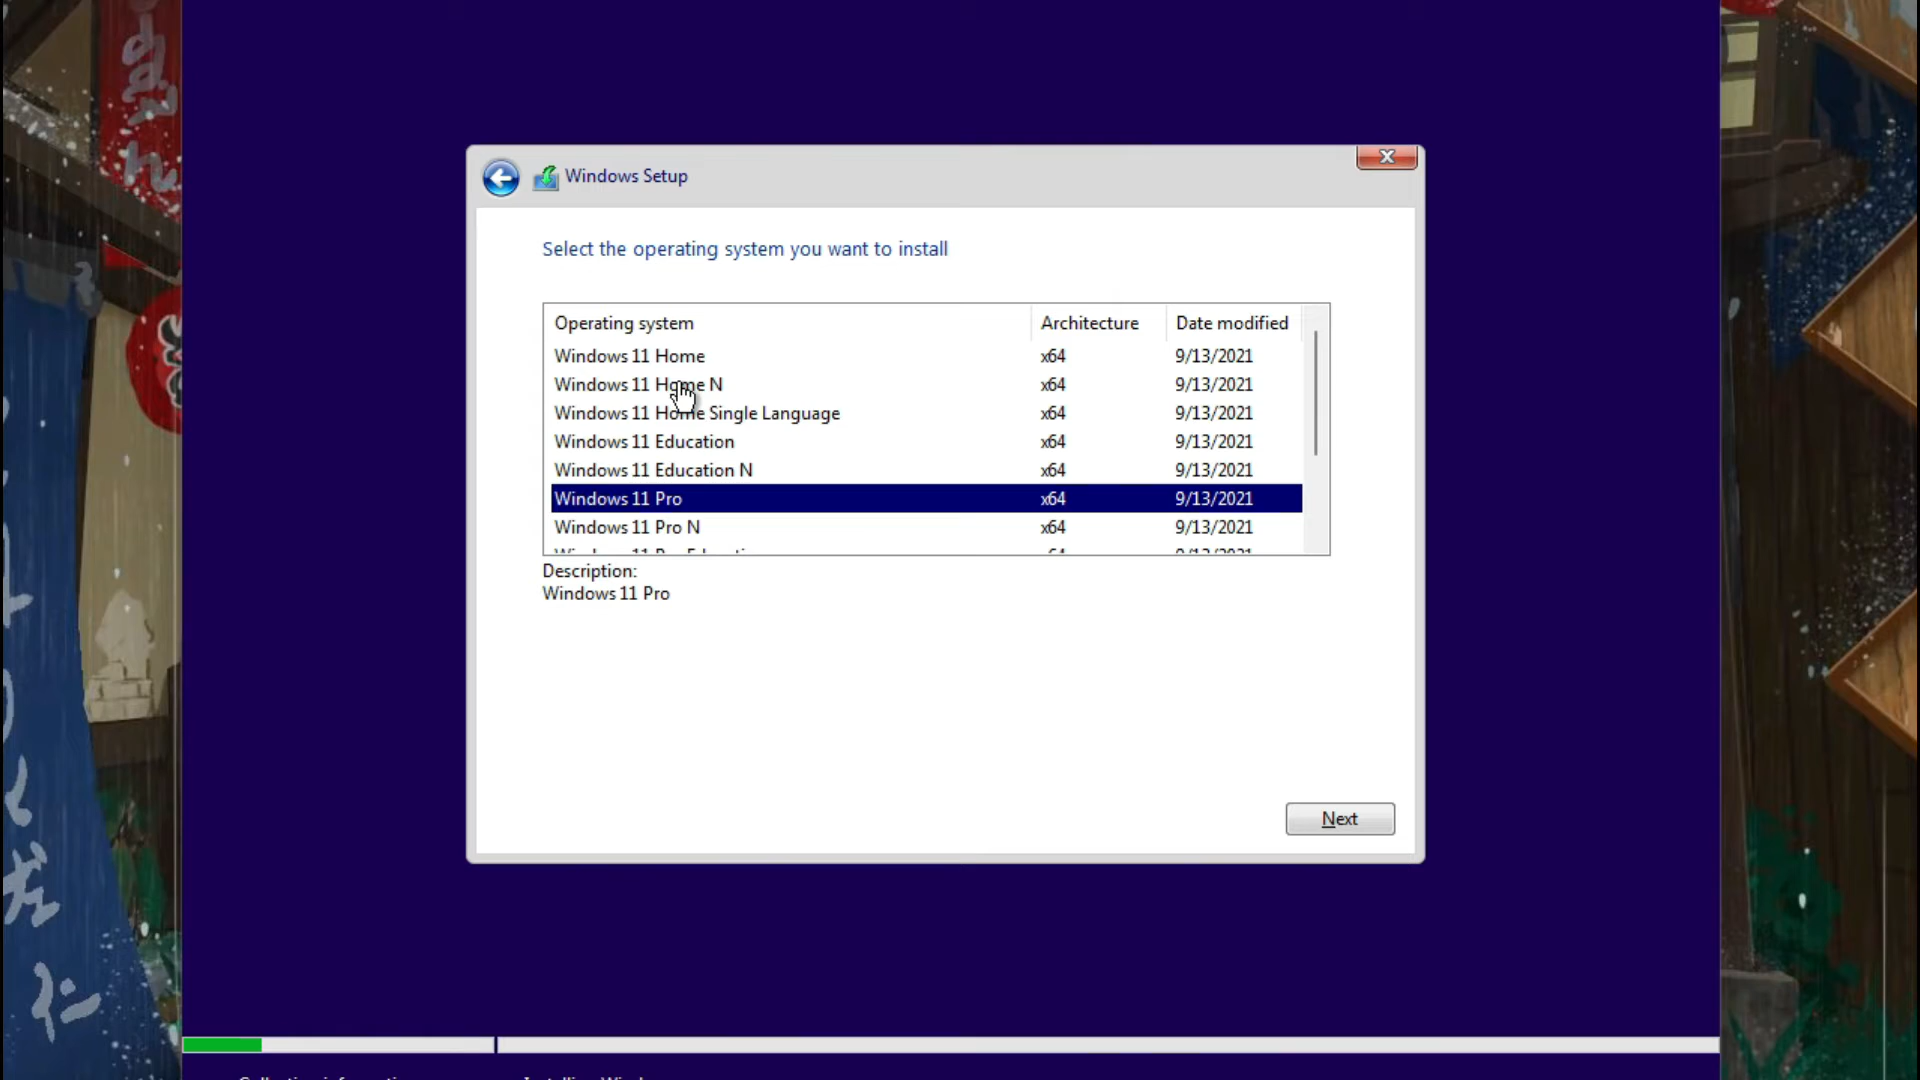 Windows Setup
Select the operating system you want to install
Operating system Architecture Date modified
Windows 11 Home x64 9/13/2021
Windows 11 Home N x64 9/13/2021
Windows 11 Home Single Language x64 9/13/2021
Windows 11 Education x64 9/13/2021
Windows 11 Education N x64 9/13/2021
Windows 11 Pro x64 9/13/2021
Windows 11 Pro N x64 9/13/2021
Description:
Windows 11 Pro
Next